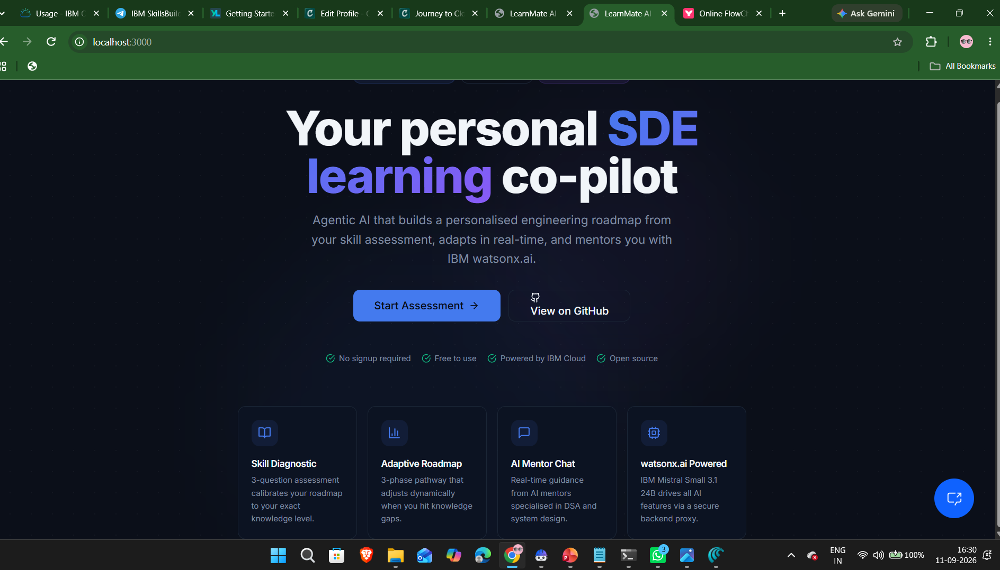 Usage - IBM C
IBM SkillsBuild
Getting Starte
Edit Profile - C
Journey to Clo
LearnMate AI
LearnMate AI
Online FlowCh
Ask Gemini
localhost:3000
All Bookmarks
Your personal SDE
learning co-pilot
Agentic AI that builds a personalised engineering roadmap from
your skill assessment, adapts in real-time, and mentors you with
IBM watsonx.ai.
Start Assessment →
View on GitHub
No signup required
Free to use
Powered by IBM Cloud
Open source
Skill Diagnostic
3-question assessment
calibrates your roadmap
to your exact
knowledge level.
Adaptive Roadmap
3-phase pathway that
adjusts dynamically
when you hit knowledge
gaps.
AI Mentor Chat
Real-time guidance
from AI mentors
specialised in DSA and
system design.
watsonx.ai Powered
IBM Mistral Small 3.1
24B drives all AI
features via a secure
backend proxy.
3
ENG
IN
100%
16:30
11-09-2026